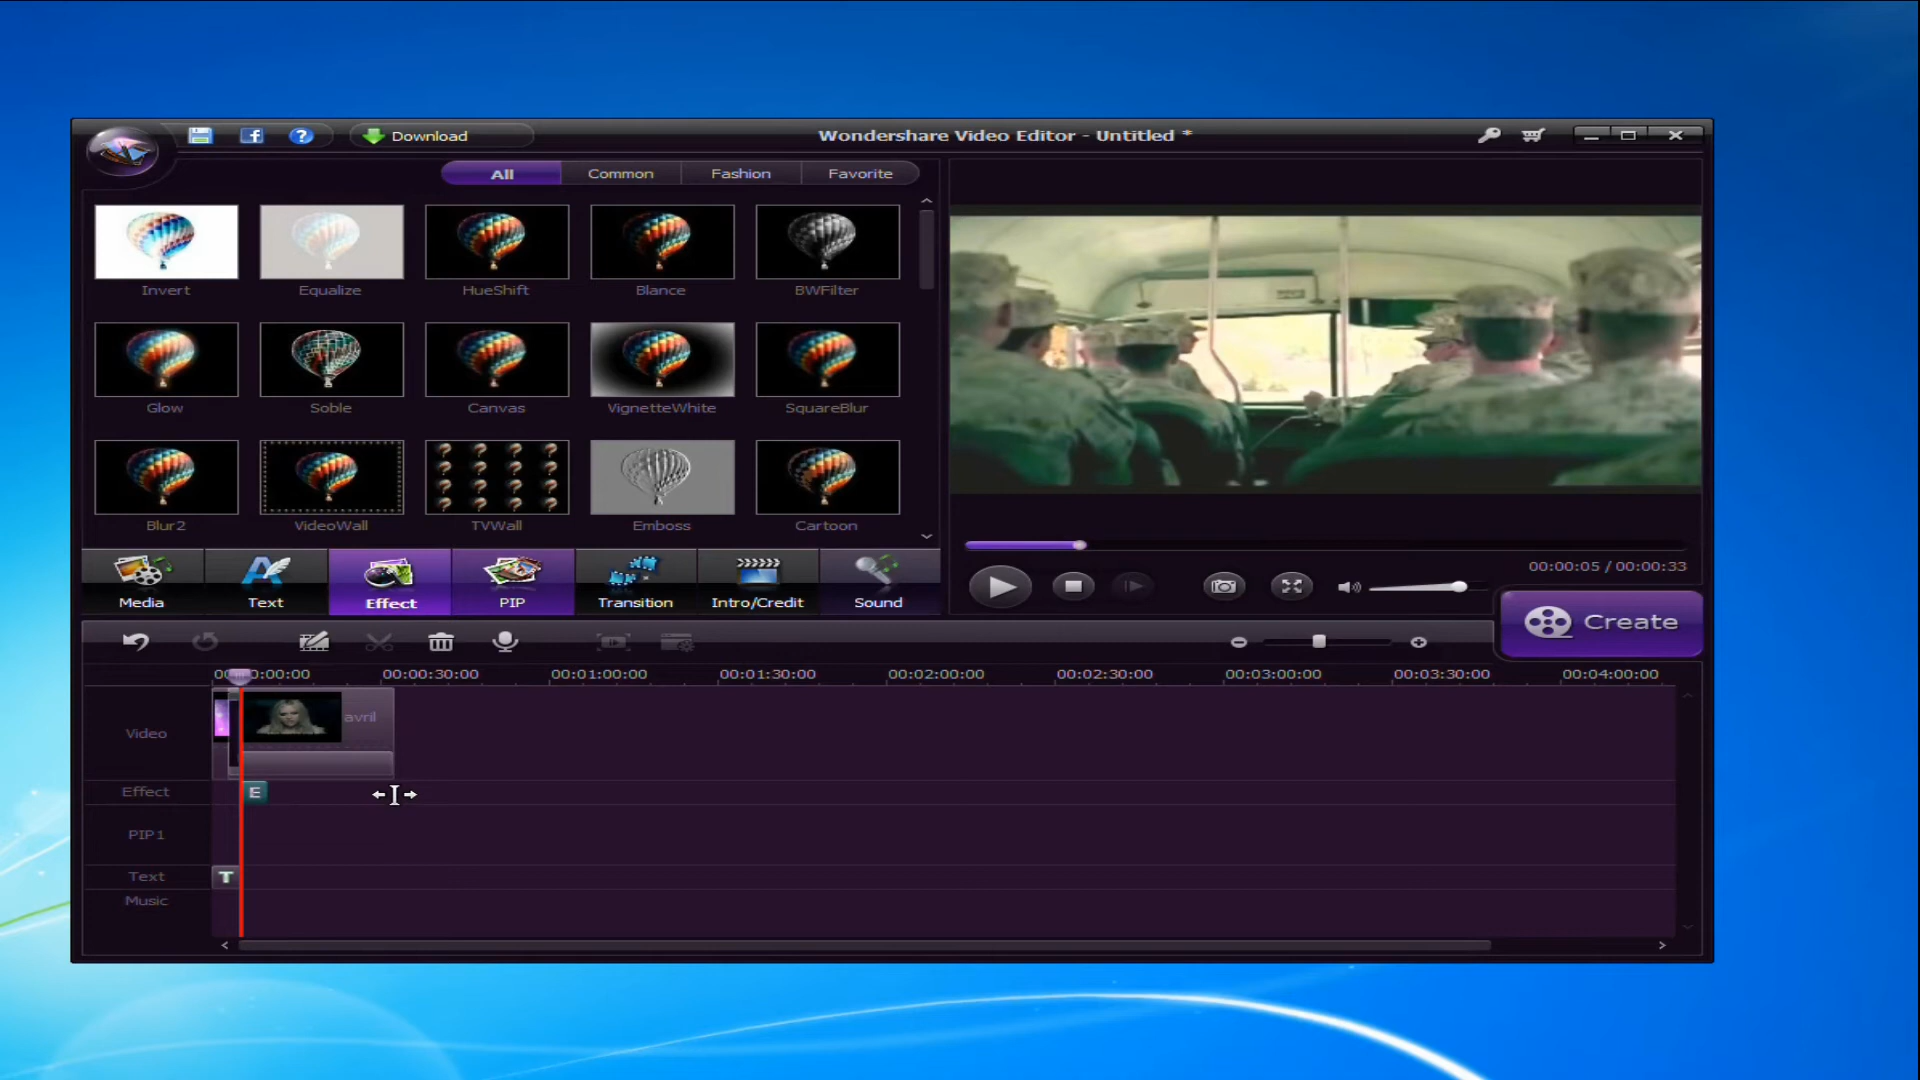 Download
Wondershare Video Editor - Untitled *
All
Common
Fashion
Favorite
Invert
Equalize
HueShift
Blance
BWFilter
Glow
Soble
Canvas
VignetteWhite
SquareBlur
Blur2
VideoWall
TVWall
Emboss
Cartoon
00:00:05 / 00:00:33
Media
Text
Effect
PIP
Transition
Intro/Credit
Sound
Create
00:00:30:00
00:01:00:00
00:01:30:00
00:02:00:00
00:02:30:00
00:03:00:00
00:03:30:00
00:04:00:00
Video
avril
Effect
E
PIP1
Text
T
Music